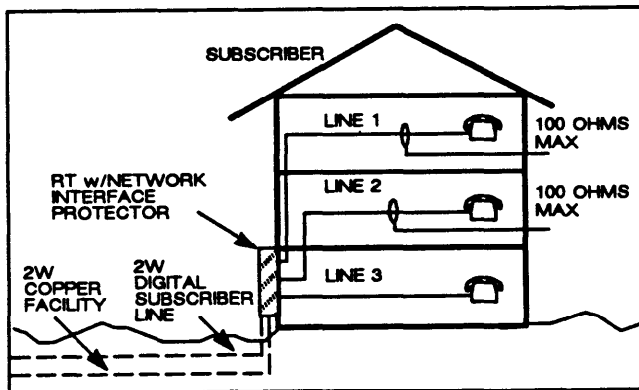 SUBSCRIBER
LINE 1
100 OHMS
MAX
RT w/NETWORK
INTERFACE
PROTECTOR
LINE 2
100 OHMS
MAX
2W
COPPER
FACILITY
2W
DIGITAL
SUBSCRIBER
LINE
LINE 3